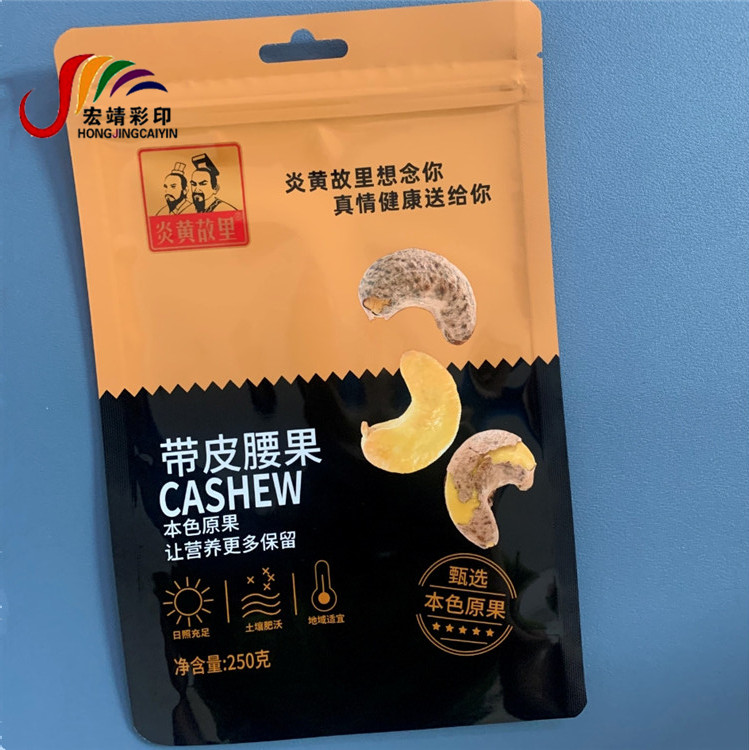 宏靖彩印
HONGJINGCAIYIN
炎黄故里
炎黄故里想念你
真情健康送给你
带皮腰果
CASHEW
本色原果
让营养更多保留
日照充足
土壤肥沃
地域适宜
甄选
本色原果
净含量:250克